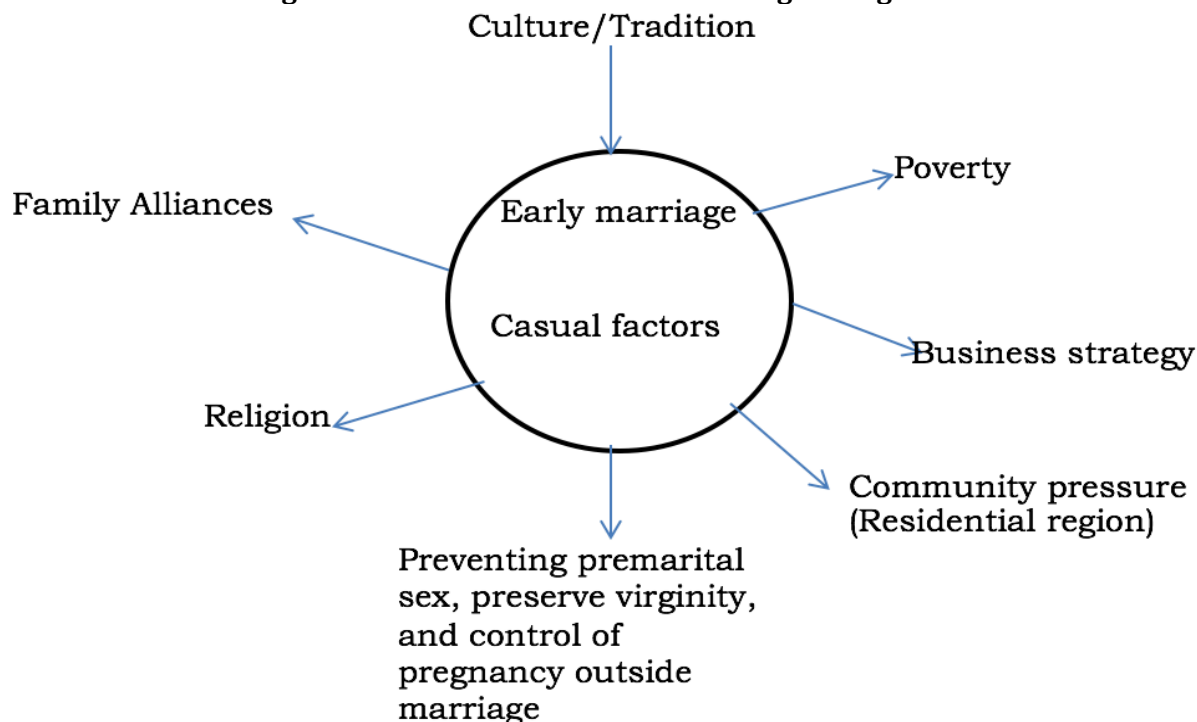 Culture/Tradition
Poverty
Family Alliances
Early marriage
Casual factors
Business strategy
Religion
Community pressure
(Residential region)
Preventing premarital
sex, preserve virginity,
and control of
pregnancy outside
marriage